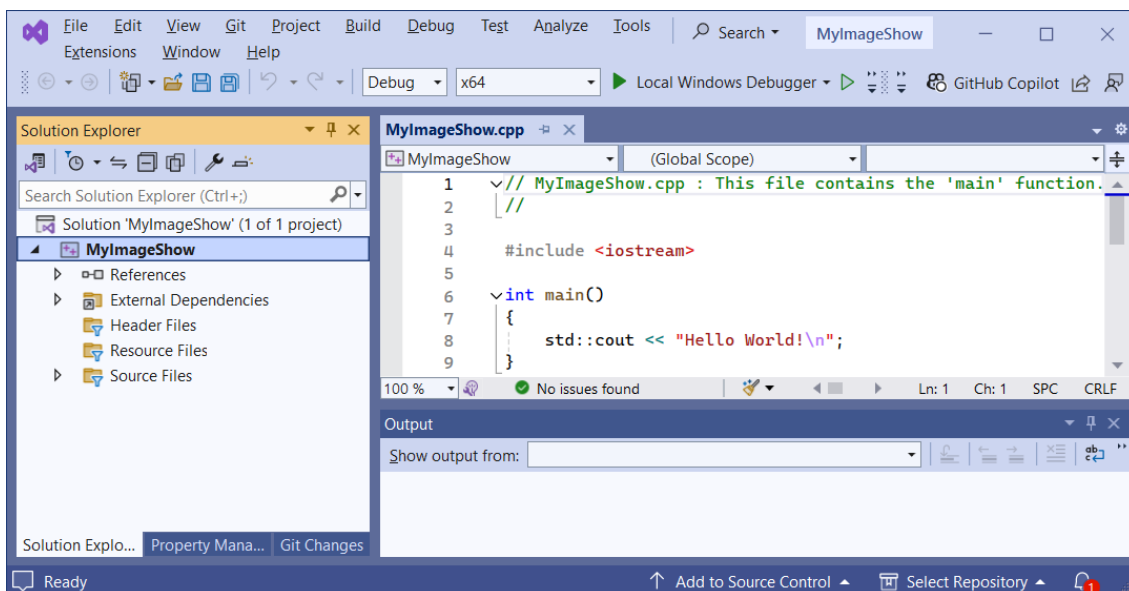 File Edit View Git Project Build Debug Test Analyze Tools Search MyImageShow
Extensions Window Help
Debug x64 Local Windows Debugger GitHub Copilot
Solution Explorer
Search Solution Explorer (Ctrl+;)
Solution 'MyImageShow' (1 of 1 project)
MyImageShow
References
External Dependencies
Header Files
Resource Files
Source Files
Solution Explo... Property Mana... Git Changes
MyImageShow.cpp
MyImageShow (Global Scope)
1 // MyImageShow.cpp : This file contains the 'main' function.
2 //
3
4 #include <iostream>
5
6 int main()
7 {
8 std::cout << "Hello World!\n";
9 }
100 % No issues found Ln: 1 Ch: 1 SPC CRLF
Output
Show output from:
Ready Add to Source Control Select Repository 1